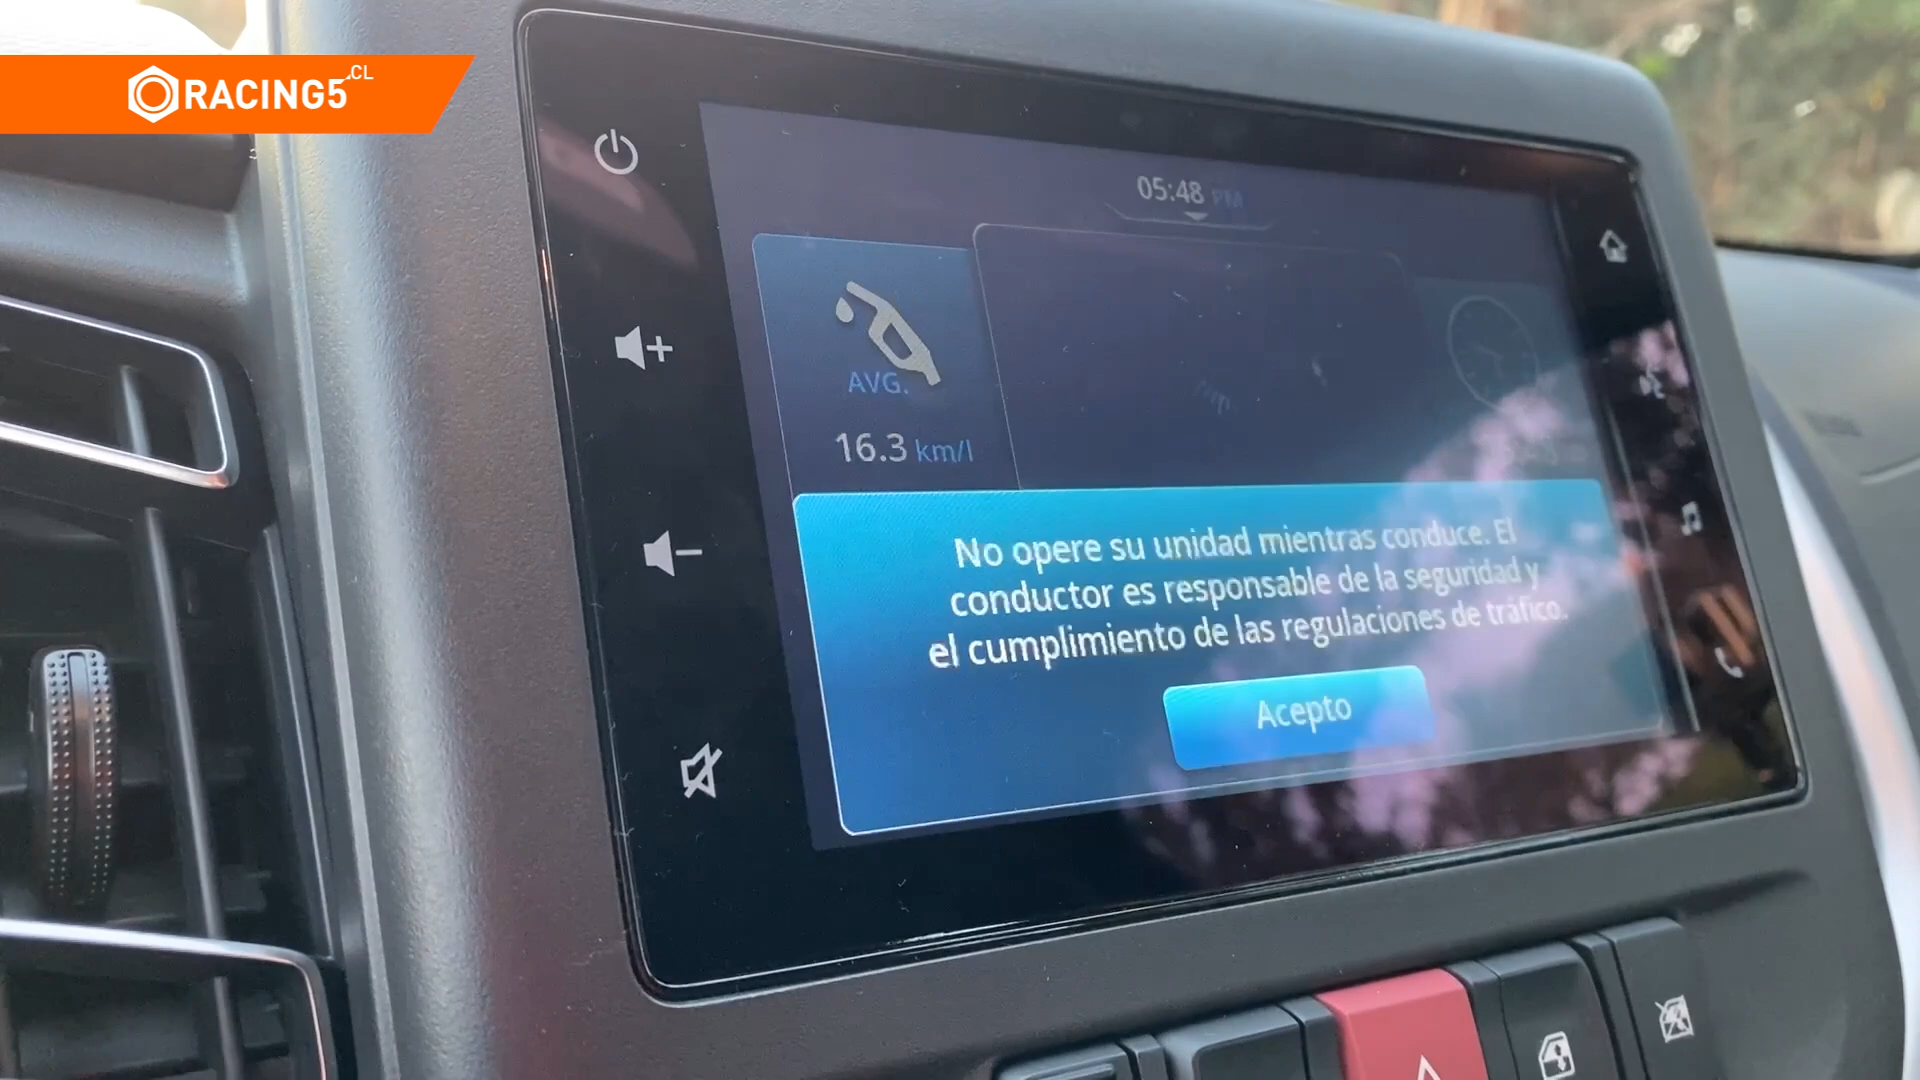 RACING5.CL
05:48 PM
AVG.
16.3 km/l
No opere su unidad mientras conduce. El
conductor es responsable de la seguridad y
el cumplimiento de las regulaciones de tráfico.
Acepto